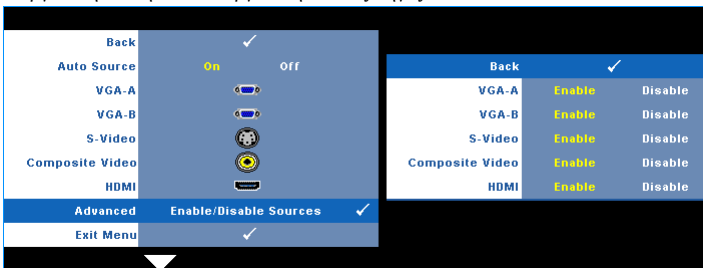 Back
Auto Source On Off
VGA-A
VGA-B
S-Video
Composite Video
HDMI
Advanced Enable/Disable Sources
Exit Menu
Back
VGA-A Enable Disable
VGA-B Enable Disable
S-Video Enable Disable
Composite Video Enable Disable
HDMI Enable Disable